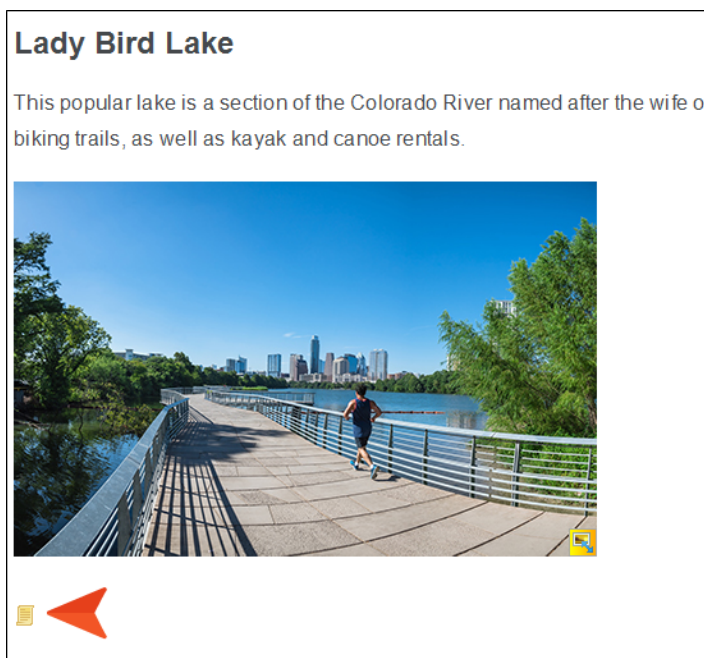 Lady Bird Lake
This popular lake is a section of the Colorado River named after the wife o
biking trails, as well as kayak and canoe rentals.